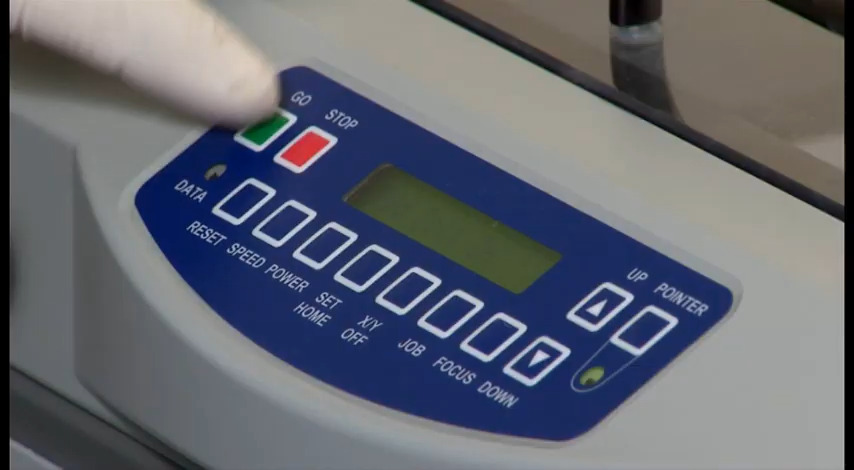 GO
STOP
DATA
RESET
SPEED
POWER
SET
HOME
X/Y
OFF
JOB
FOCUS
DOWN
UP
POINTER